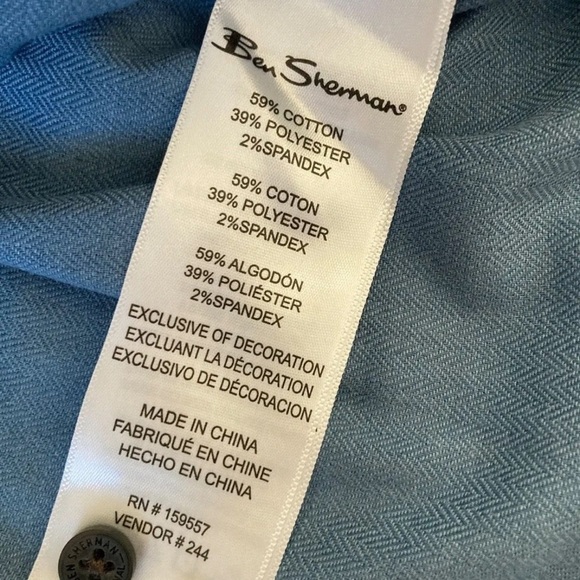 Ben Sherman®
59% COTTON
39% POLYESTER
2%SPANDEX
59% COTON
39% POLYESTER
2%SPANDEX
59% ALGODÓN
39% POLIÉSTER
2%SPANDEX
EXCLUSIVE OF DECORATION
EXCLUANT LA DÉCORATION
EXCLUSIVO DE DÉCORACION
MADE IN CHINA
FABRIQUÉ EN CHINE
HECHO EN CHINA
RN # 159557
VENDOR # 244
BEN SHERMAN